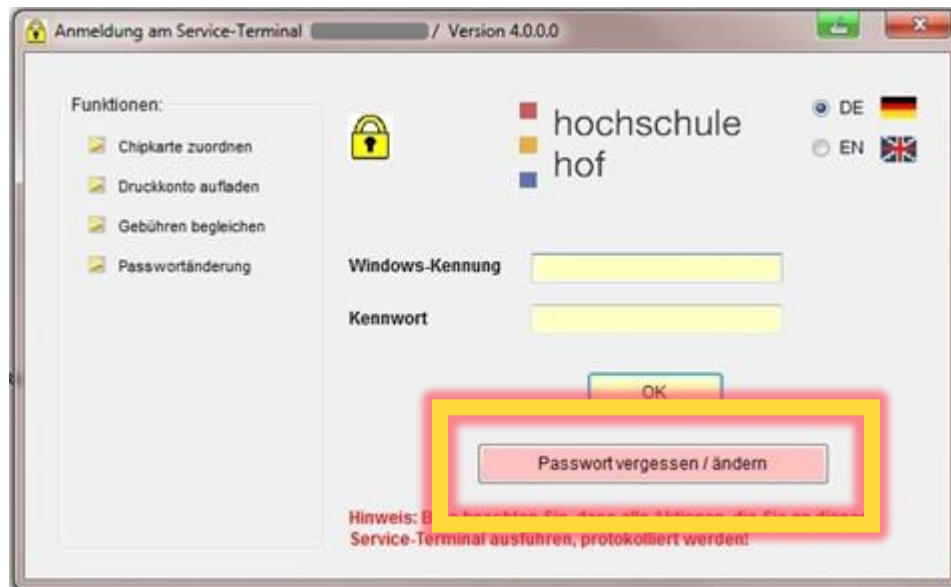 Anmeldung am Service-Terminal / Version 4.0.0.0
Funktionen:
Chipkarte zuordnen
Druckkonto aufladen
Gebühren begleichen
Passwortänderung
hochschule
hof
DE
EN
Windows-Kennung
Kennwort
OK
Passwort vergessen / ändern
Hinweis:
Service-Terminal ausführen, protokolliert werden!